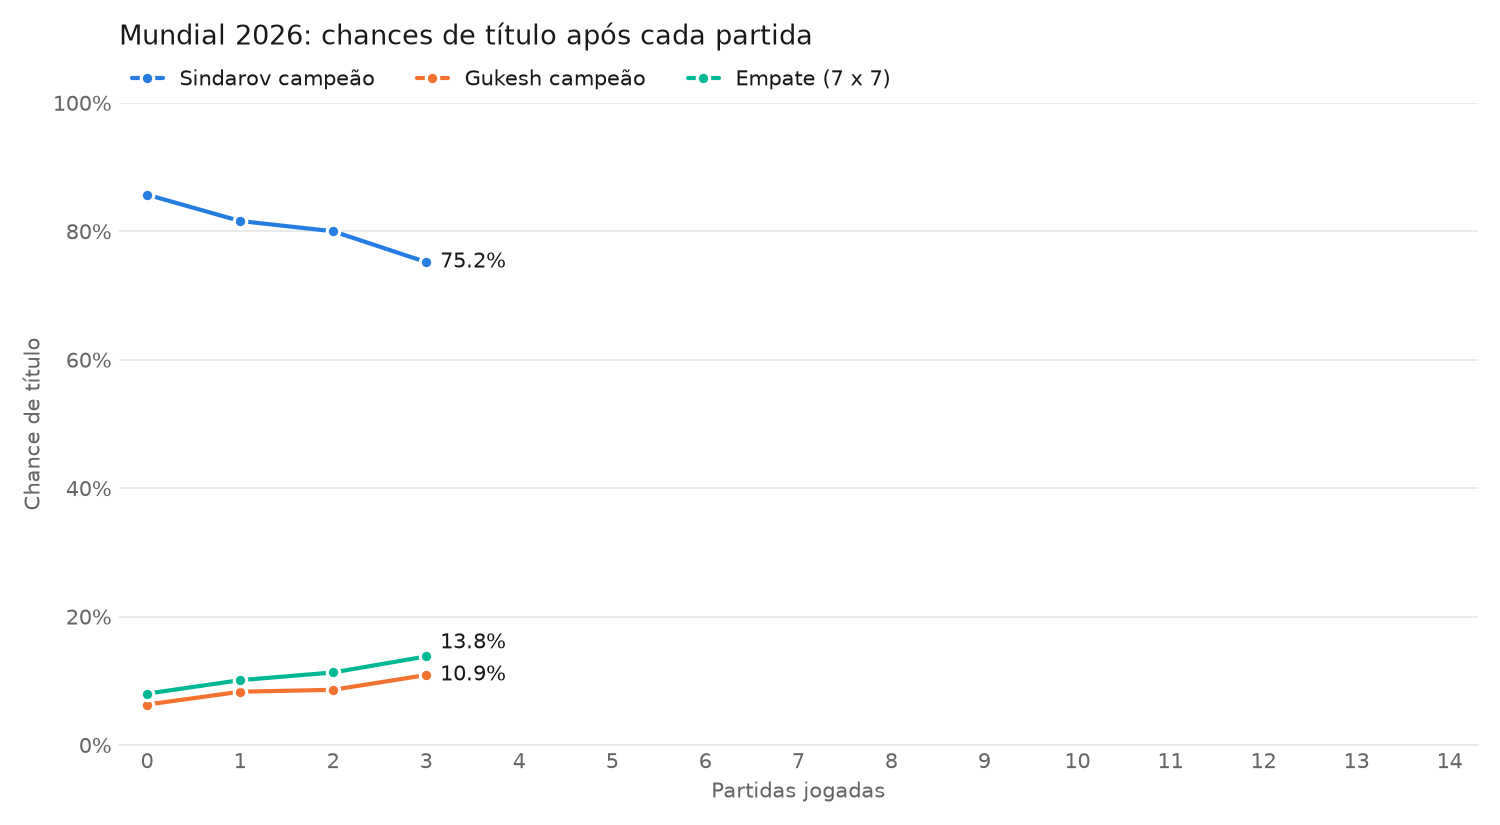 Mundial 2026: chances de título após cada partida
Sindarov campeão Gukesh campeão Empate (7 x 7)
100%
80%
75.2%
60%
Chance de título
40%
20%
13.8%
10.9%
0%
0 1 2 3 4 5 6 7 8 9 10 11 12 13 14
Partidas jogadas